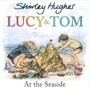 Shirley Hughes
LUCY & TOM
At the Seaside